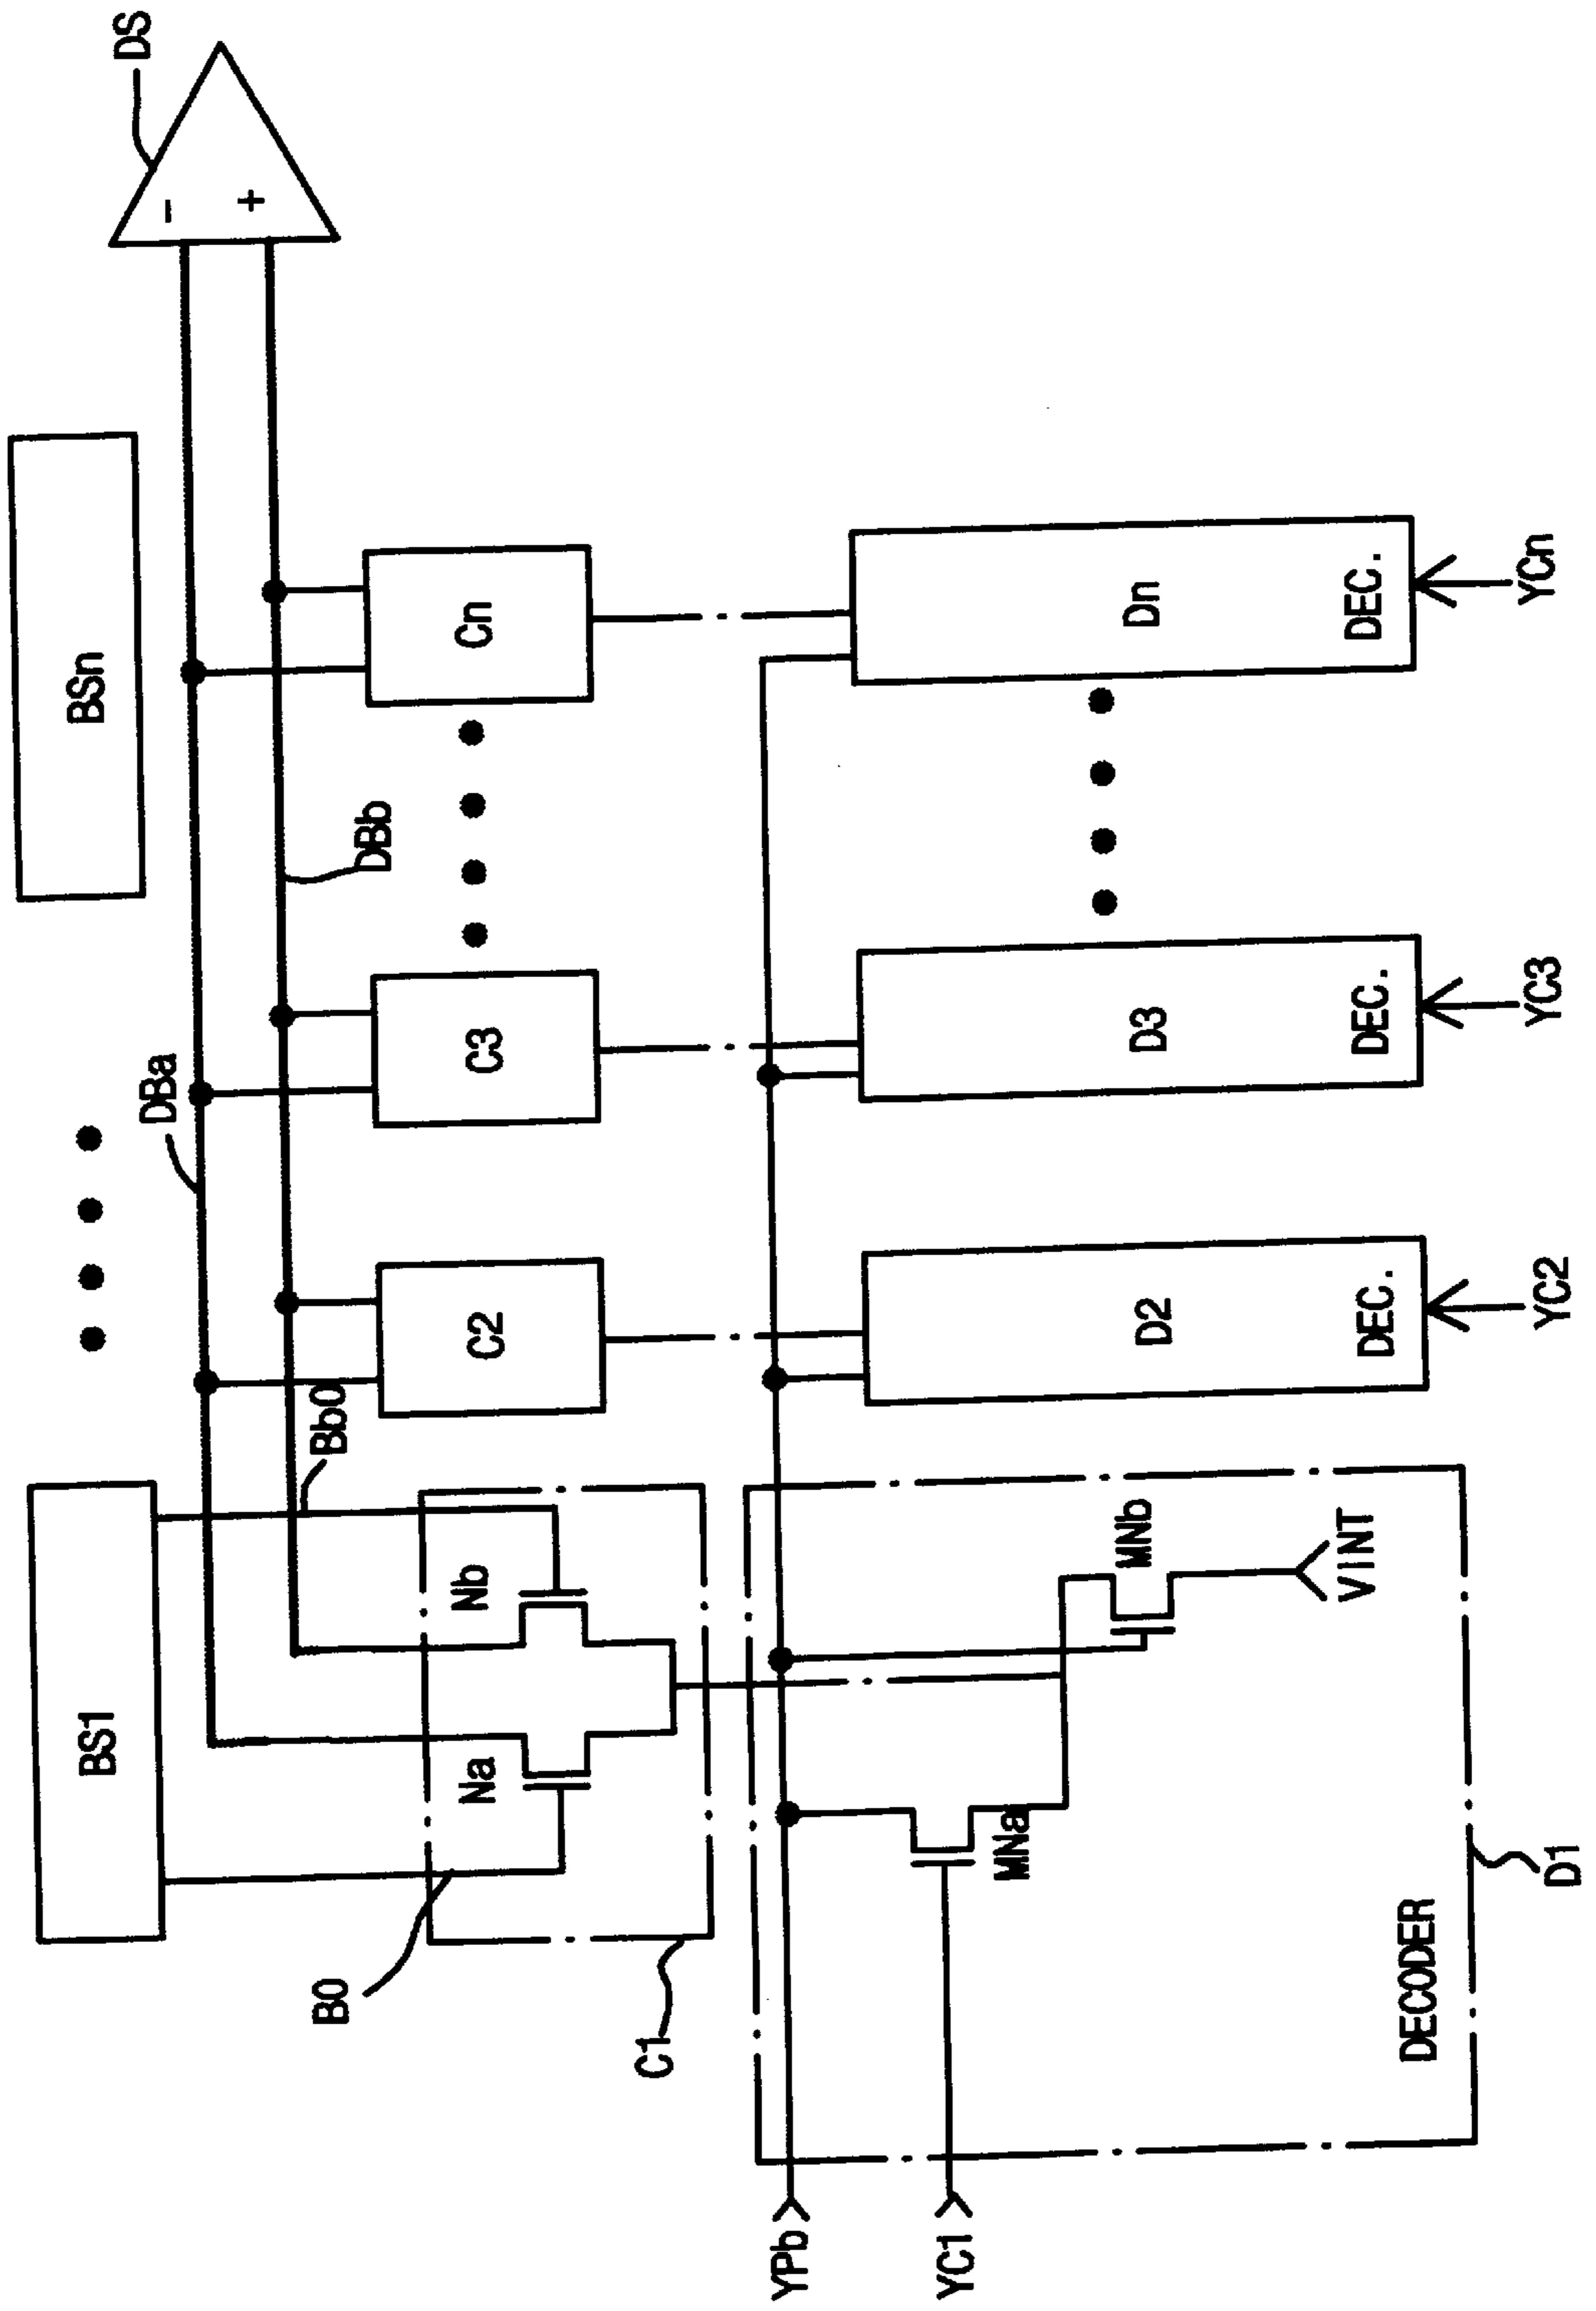 BS1
BSn
DS
-
+
DBa
DBb
B0
Bb0
Na
Nb
C1
C2
C3
Cn
YPb
YC1
MNa
MNb
VINT
DECODER
D1
D2
DEC.
YC2
D3
DEC.
YC3
Dn
DEC.
YCn